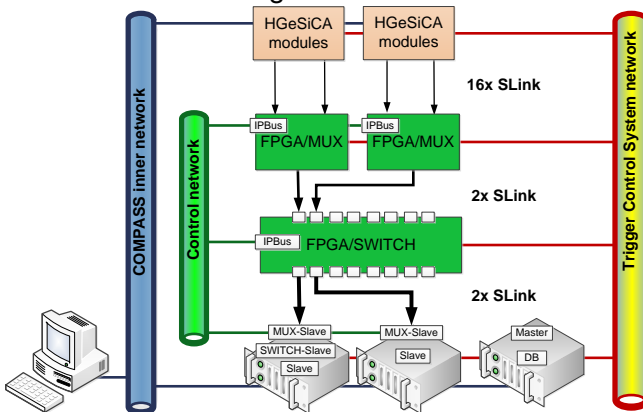 HGeSiCA
modules
HGeSiCA
modules
16x SLink
IPBus
FPGA/MUX
IPBus
FPGA/MUX
COMPASS inner network
Control network
Trigger Control System network
2x SLink
IPBus
FPGA/SWITCH
2x SLink
MUX-Slave
SWITCH-Slave
Slave
MUX-Slave
Slave
Master
DB